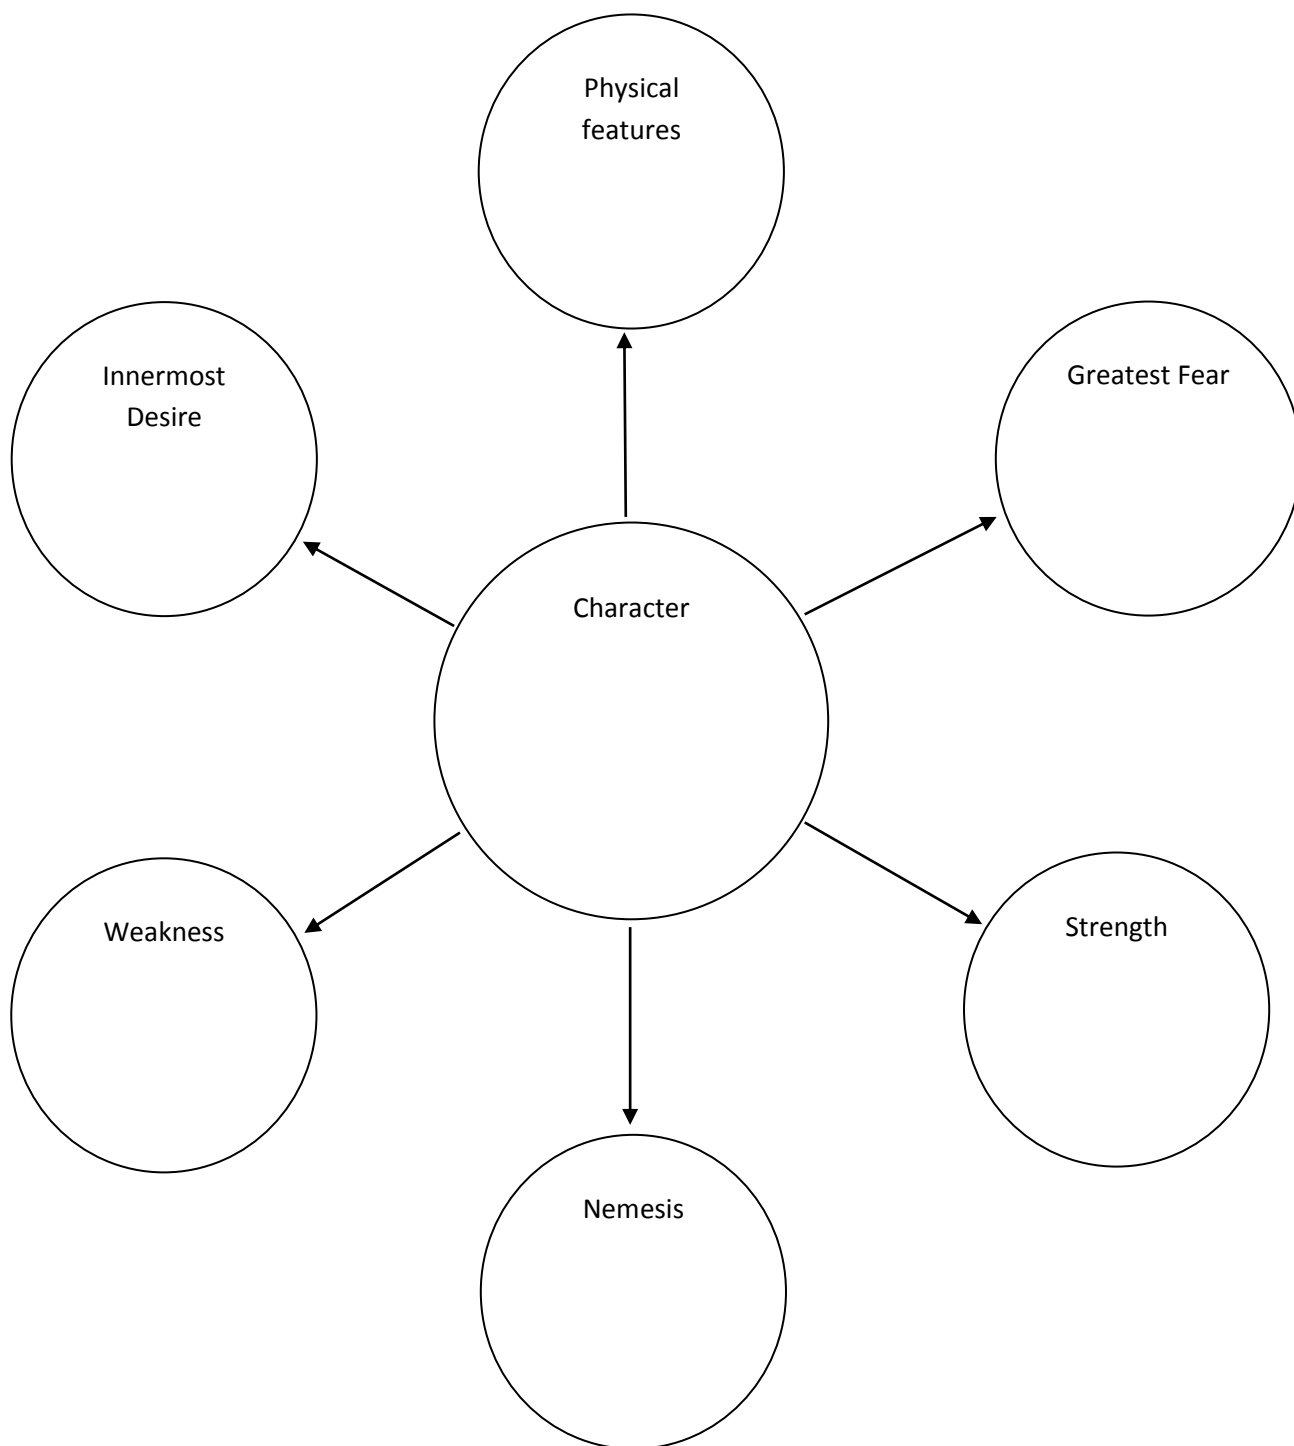 Physical
features
Innermost
Desire
Greatest Fear
Character
Weakness
Strength
Nemesis